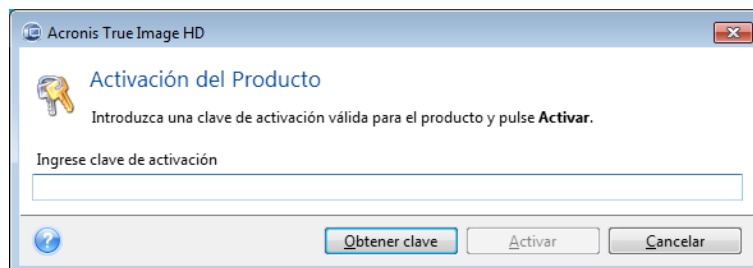 Acronis True Image HD
Activación del Producto
Introduzca una clave de activación válida para el producto y pulse Activar.
Ingrese clave de activación
Obtener clave Activar Cancelar